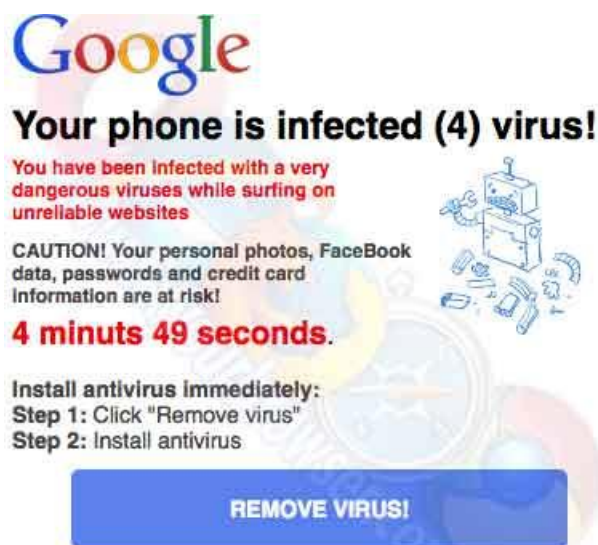 Google
Your phone is infected (4) virus!
You have been infected with a very
dangerous viruses while surfing on
unreliable websites
CAUTION! Your personal photos, FaceBook
data, passwords and credit card
information are at risk!
4 minuts 49 seconds.
Install antivirus immediately:
Step 1: Click "Remove virus"
Step 2: Install antivirus
REMOVE VIRUS!